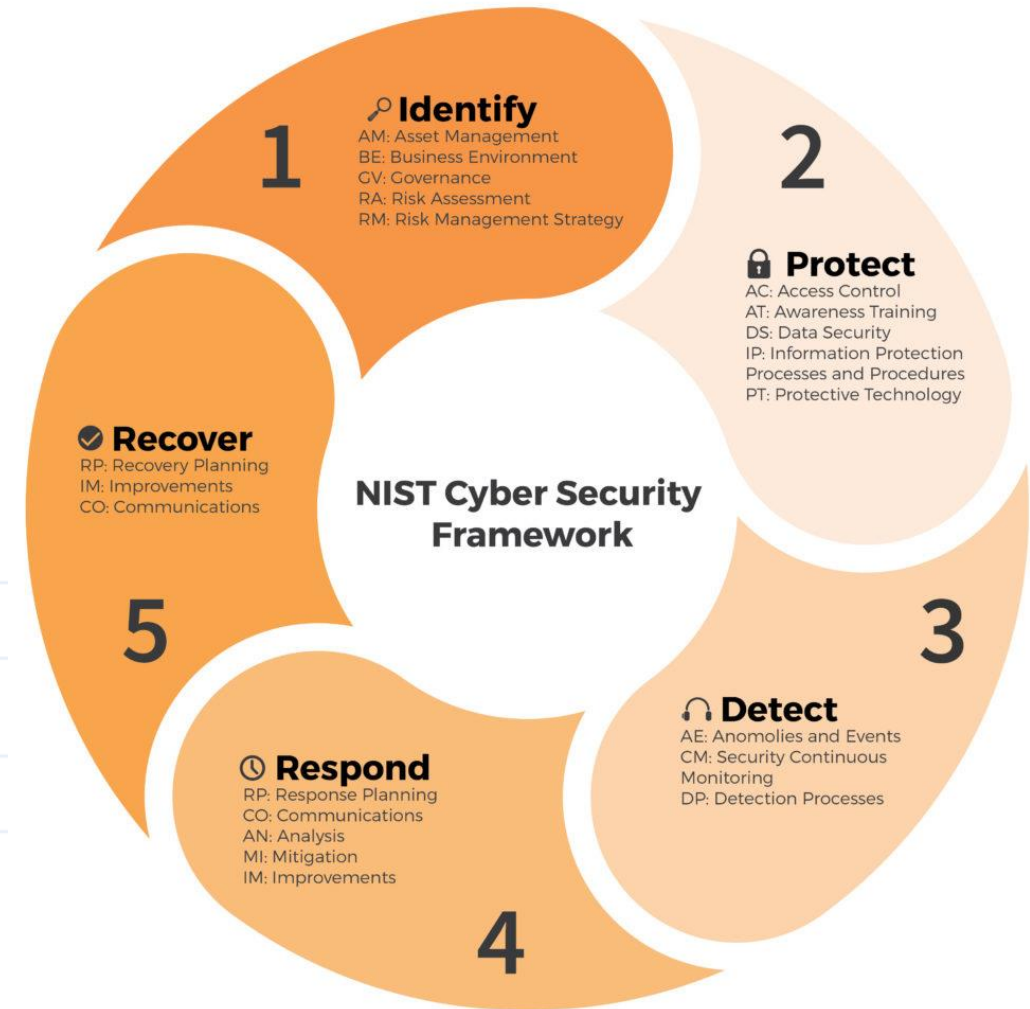 1
Identify
AM: Asset Management
BE: Business Environment
GV: Governance
RA: Risk Assessment
RM: Risk Management Strategy
2
Protect
AC: Access Control
AT: Awareness Training
DS: Data Security
IP: Information Protection
Processes and Procedures
PT: Protective Technology
NIST Cyber Security
Framework
3
Detect
AE: Anomolies and Events
CM: Security Continuous
Monitoring
DP: Detection Processes
4
Respond
RP: Response Planning
CO: Communications
AN: Analysis
MI: Mitigation
IM: Improvements
5
Recover
RP: Recovery Planning
IM: Improvements
CO: Communications